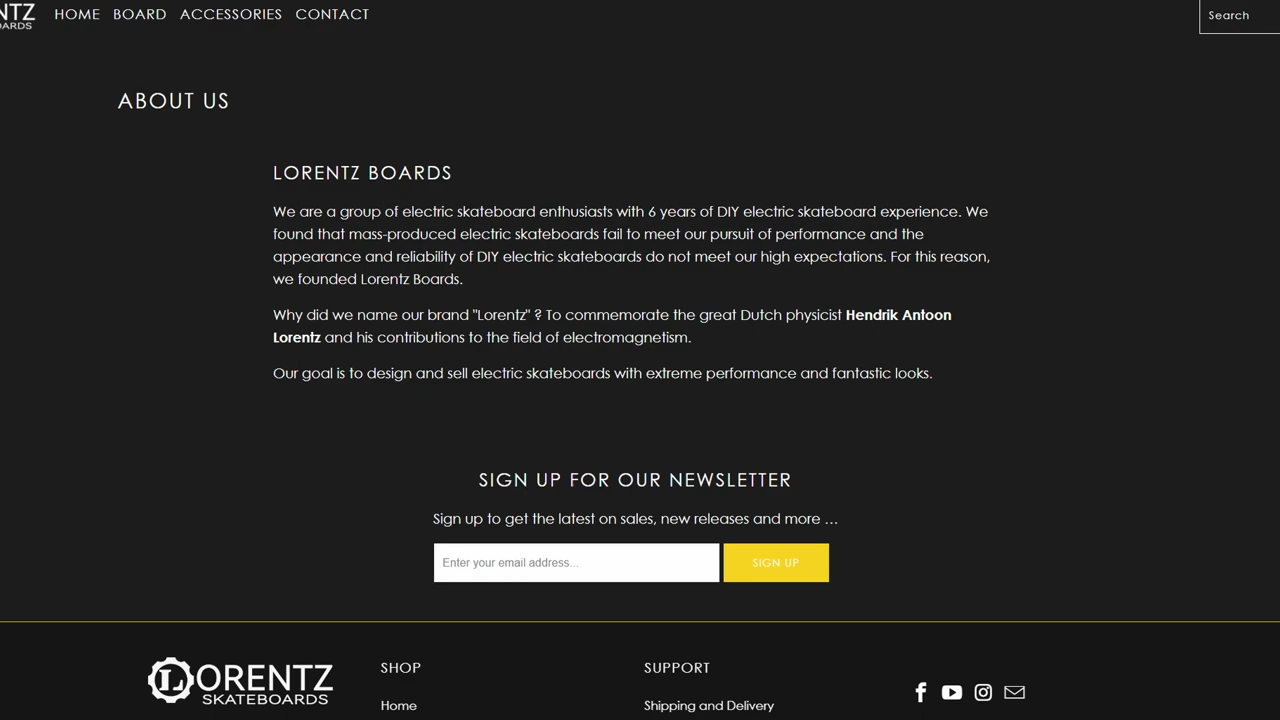 NTZ
ARDS
HOME BOARD ACCESSORIES CONTACT
Search
ABOUT US
LORENTZ BOARDS
We are a group of electric skateboard enthusiasts with 6 years of DIY electric skateboard experience. We
found that mass-produced electric skateboards fail to meet our pursuit of performance and the
appearance and reliability of DIY electric skateboards do not meet our high expectations. For this reason,
we founded Lorentz Boards.
Why did we name our brand "Lorentz" ? To commemorate the great Dutch physicist Hendrik Antoon
Lorentz and his contributions to the field of electromagnetism.
Our goal is to design and sell electric skateboards with extreme performance and fantastic looks.
SIGN UP FOR OUR NEWSLETTER
Sign up to get the latest on sales, new releases and more …
Enter your email address...
SIGN UP
LORENTZ
SKATEBOARDS
SHOP
Home
SUPPORT
Shipping and Delivery